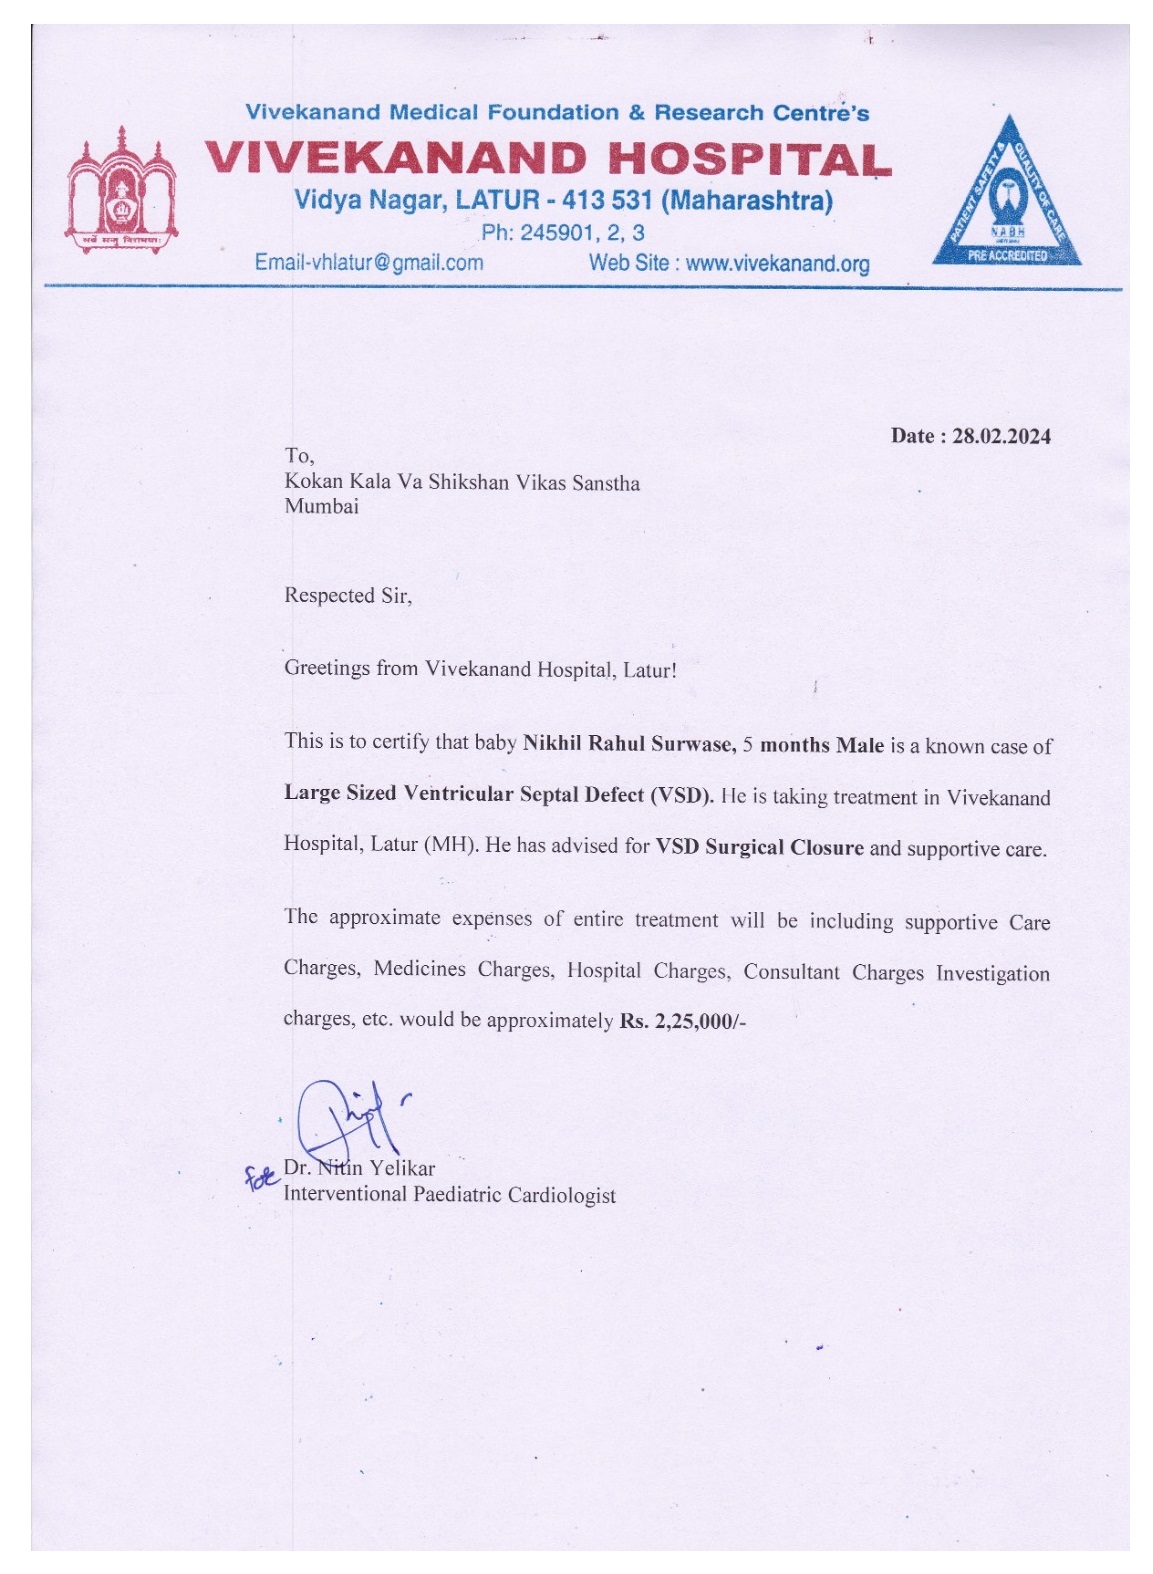 Vivekanand Medical Foundation & Research Centre's
VIVEKANAND HOSPITAL
Vidya Nagar, LATUR - 413 531 (Maharashtra)
Ph: 245901, 2, 3
Email-vhlatur@gmail.com Web Site : www.vivekanand.org
PATIENT SAFETY & QUALITY OF CARE
NABH
PRE ACCREDITED
Date : 28.02.2024
To,
Kokan Kala Va Shikshan Vikas Sanstha
Mumbai
Respected Sir,
Greetings from Vivekanand Hospital, Latur!
This is to certify that baby Nikhil Rahul Surwase, 5 months Male is a known case of
Large Sized Ventricular Septal Defect (VSD). He is taking treatment in Vivekanand
Hospital, Latur (MH). He has advised for VSD Surgical Closure and supportive care.
The approximate expenses of entire treatment will be including supportive Care
Charges, Medicines Charges, Hospital Charges, Consultant Charges Investigation
charges, etc. would be approximately Rs. 2,25,000/-
for Dr. Nitin Yelikar
Interventional Paediatric Cardiologist